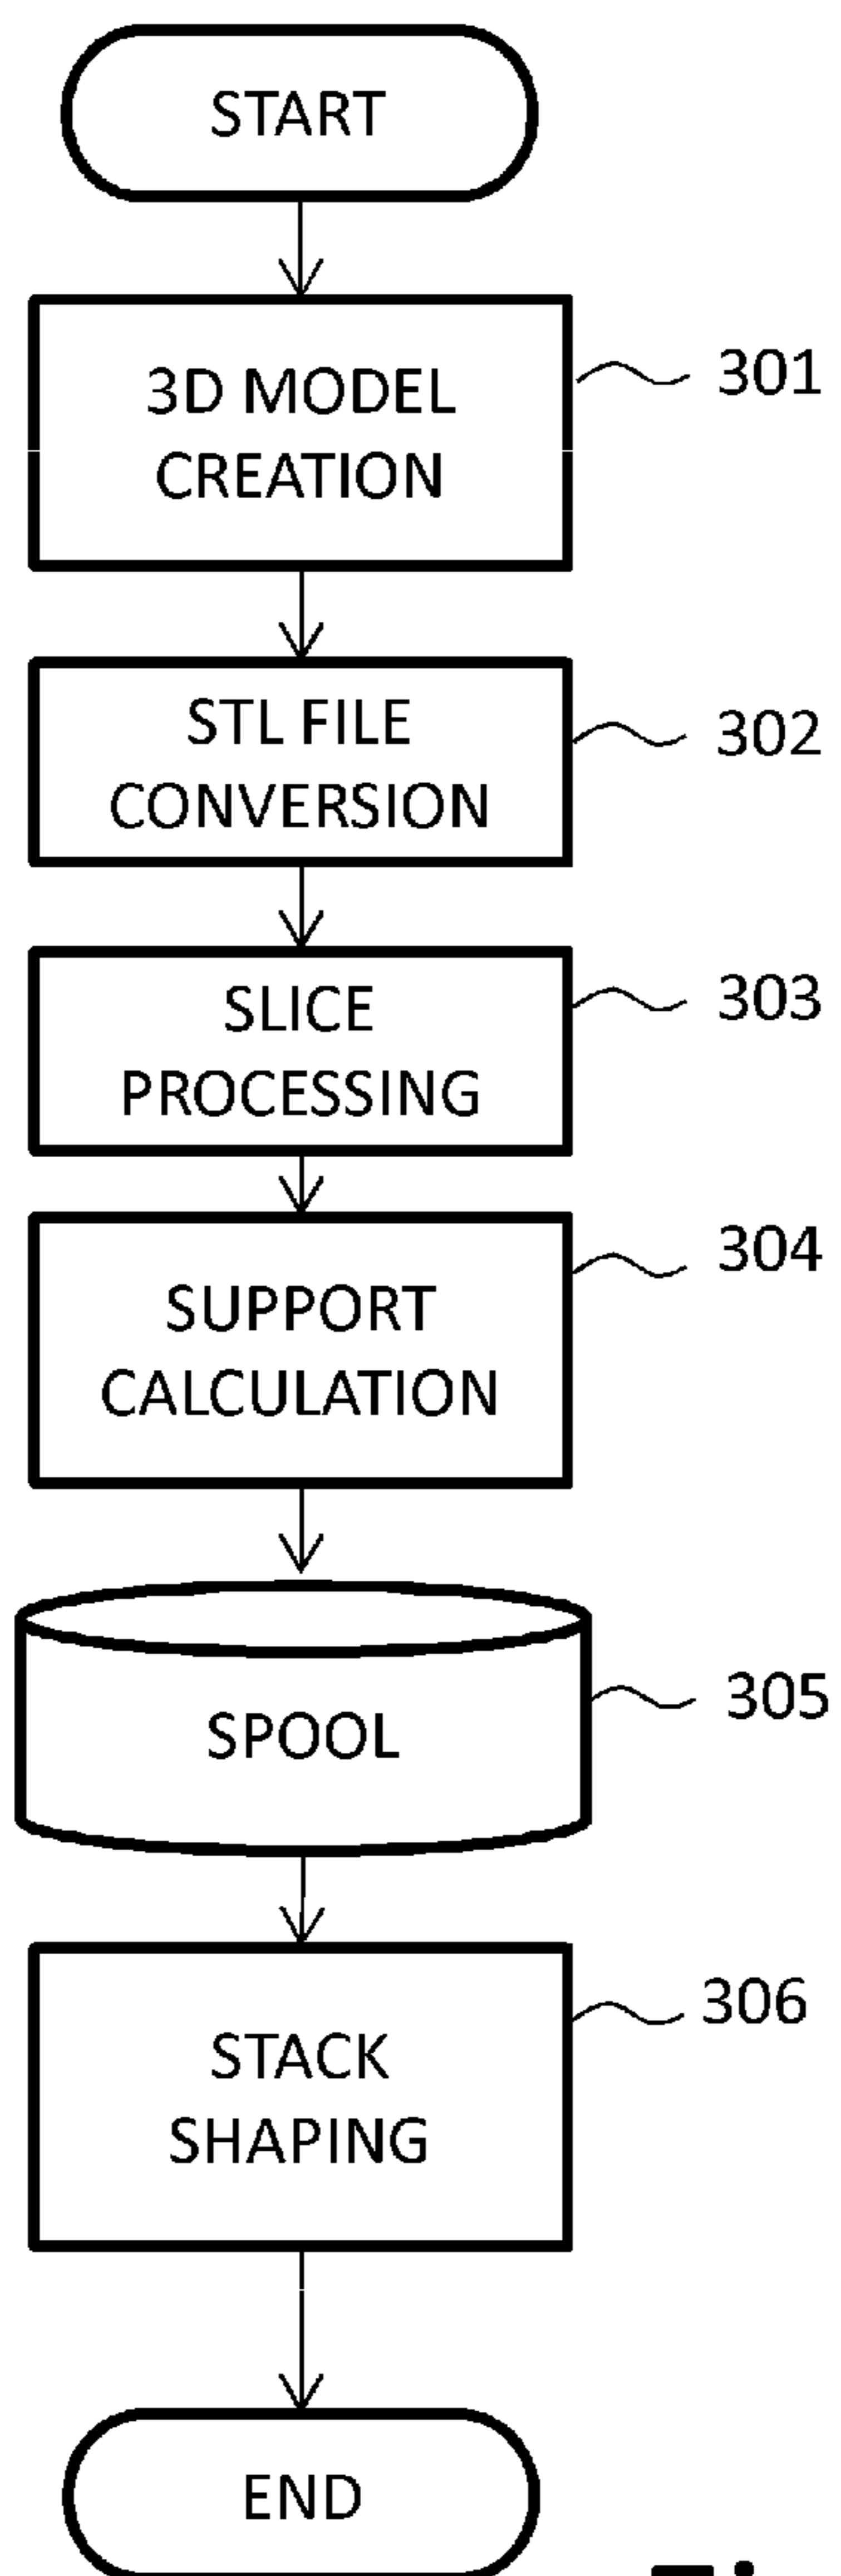 START
3D MODEL
CREATION
301
STL FILE
CONVERSION
302
SLICE
PROCESSING
303
SUPPORT
CALCULATION
304
SPOOL
305
STACK
SHAPING
306
END